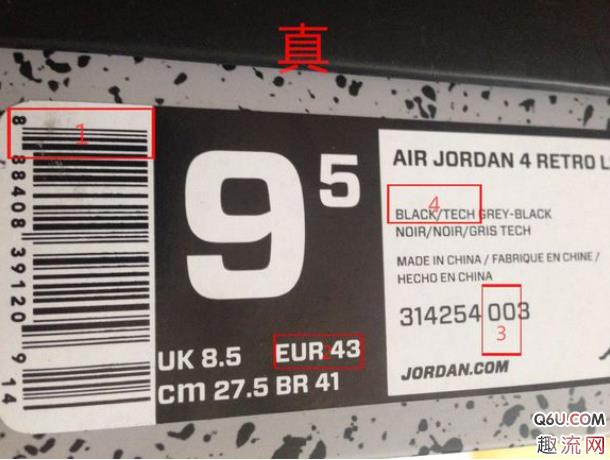 真
8 88408 39120 9 14
1
9 5
UK 8.5 EUR 43
2
cm 27.5 BR 41
AIR JORDAN 4 RETRO L
4
BLACK/TECH GREY-BLACK
NOIR/NOIR/GRIS TECH
MADE IN CHINA / FABRIQUE EN CHINE /
HECHO EN CHINA
314254 003
3
JORDAN.COM
Q6U.COM
趣流网